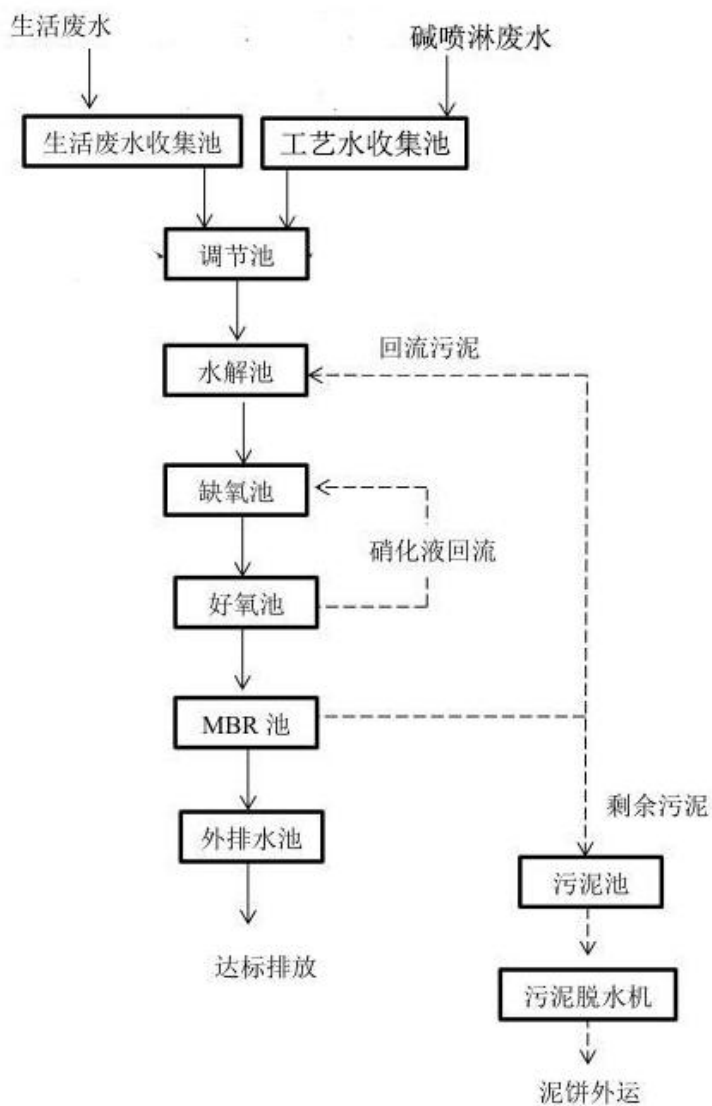 生活废水
碱喷淋废水
生活废水收集池
工艺水收集池
调节池
回流污泥
水解池
缺氧池
硝化液回流
好氧池
MBR 池
剩余污泥
外排水池
污泥池
达标排放
污泥脱水机
泥饼外运